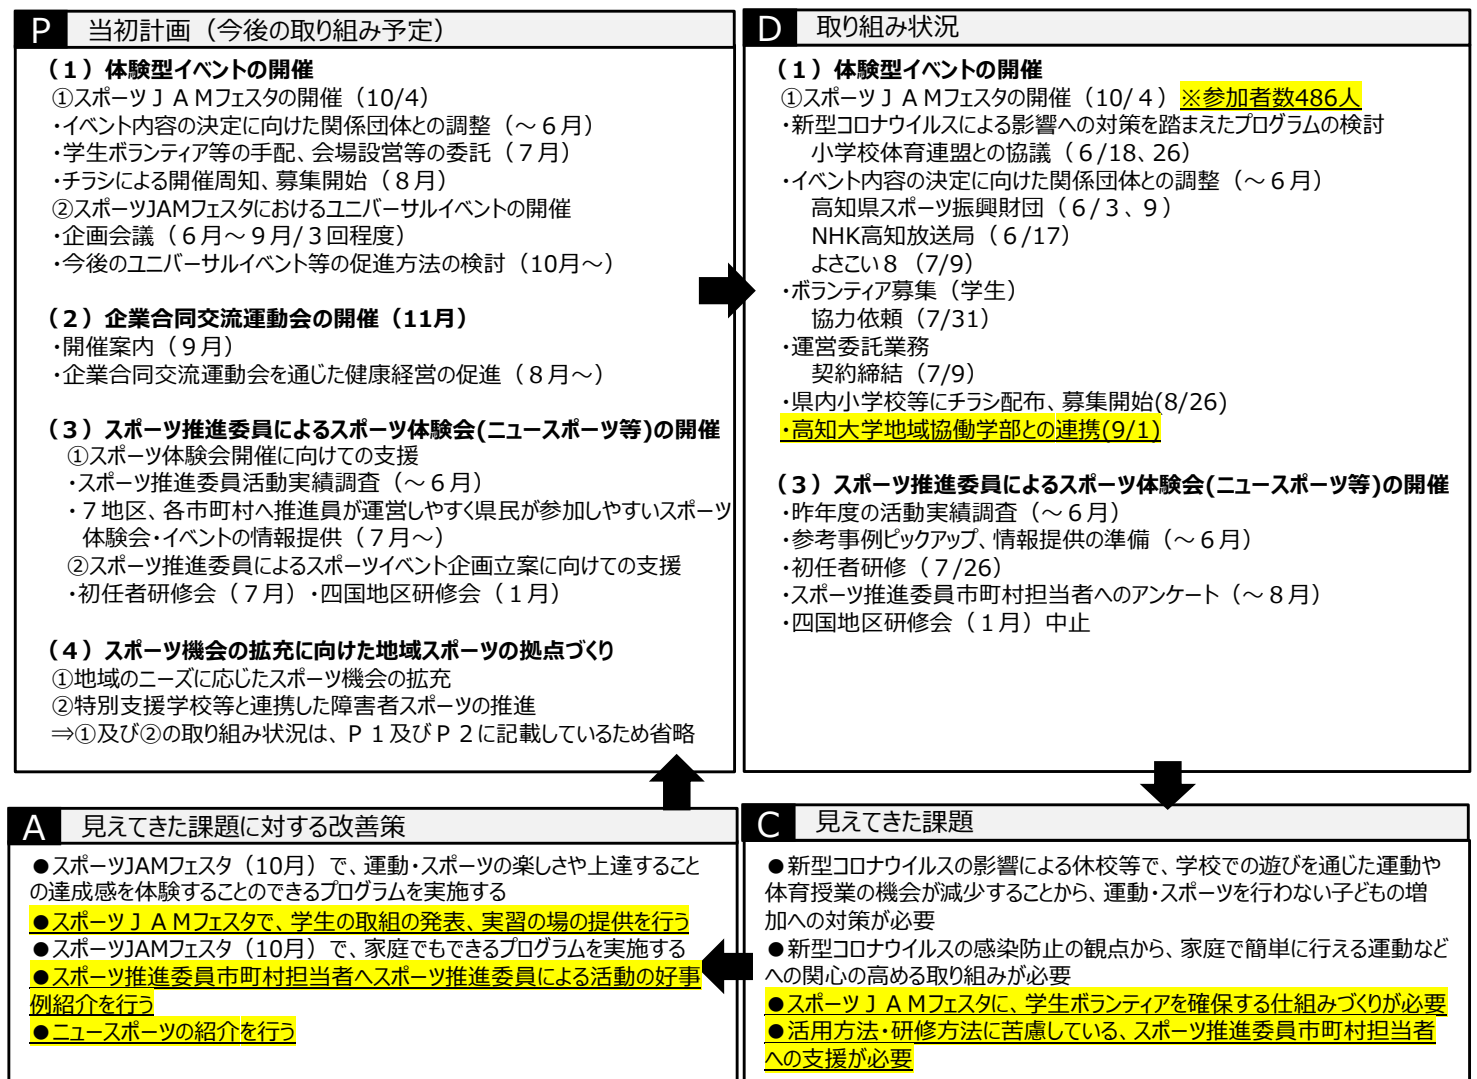 P 当初計画（今後の取り組み予定）
（１）体験型イベントの開催
①スポーツＪＡＭフェスタの開催（10/4）
・イベント内容の決定に向けた関係団体との調整（～６月）
・学生ボランティア等の手配、会場設営等の委託（７月）
・チラシによる開催周知、募集開始（８月）
②スポーツJAMフェスタにおけるユニバーサルイベントの開催
・企画会議（６月～９月/３回程度）
・今後のユニバーサルイベント等の促進方法の検討（10月～）
（２）企業合同交流運動会の開催（11月）
・開催案内（９月）
・企業合同交流運動会を通じた健康経営の促進（８月～）
（３）スポーツ推進委員によるスポーツ体験会(ニュースポーツ等)の開催
①スポーツ体験会開催に向けての支援
・スポーツ推進委員活動実績調査（～６月）
・７地区、各市町村へ推進員が運営しやすく県民が参加しやすいスポーツ
体験会・イベントの情報提供（７月～）
②スポーツ推進委員によるスポーツイベント企画立案に向けての支援
・初任者研修会（７月）・四国地区研修会（１月）
（４）スポーツ機会の拡充に向けた地域スポーツの拠点づくり
①地域のニーズに応じたスポーツ機会の拡充
②特別支援学校等と連携した障害者スポーツの推進
⇒①及び②の取り組み状況は、Ｐ１及びＰ２に記載しているため省略
D 取り組み状況
（１）体験型イベントの開催
①スポーツＪＡＭフェスタの開催（10/４）※参加者数486人
・新型コロナウイルスによる影響への対策を踏まえたプログラムの検討
小学校体育連盟との協議（６/18、26）
・イベント内容の決定に向けた関係団体との調整（～６月）
高知県スポーツ振興財団（６/３、９）
NHK高知放送局（６/17）
よさこい８（7/9）
・ボランティア募集（学生）
協力依頼（7/31）
・運営委託業務
契約締結（7/9）
・県内小学校等にチラシ配布、募集開始(8/26)
・高知大学地域協働学部との連携(9/1)
（３）スポーツ推進委員によるスポーツ体験会(ニュースポーツ等)の開催
・昨年度の活動実績調査（～６月）
・参考事例ピックアップ、情報提供の準備（～６月）
・初任者研修（７/26）
・スポーツ推進委員市町村担当者へのアンケート（～８月）
・四国地区研修会（１月）中止
A 見えてきた課題に対する改善策
●スポーツJAMフェスタ（10月）で、運動・スポーツの楽しさや上達すること
の達成感を体験することのできるプログラムを実施する
●スポーツＪＡＭフェスタで、学生の取組の発表、実習の場の提供を行う
●スポーツJAMフェスタ（10月）で、家庭でもできるプログラムを実施する
●スポーツ推進委員市町村担当者へスポーツ推進委員による活動の好事
例紹介を行う
●ニュースポーツの紹介を行う
C 見えてきた課題
●新型コロナウイルスの影響による休校等で、学校での遊びを通じた運動や
体育授業の機会が減少することから、運動・スポーツを行わない子どもの増
加への対策が必要
●新型コロナウイルスの感染防止の観点から、家庭で簡単に行える運動など
への関心の高める取り組みが必要
●スポーツＪＡＭフェスタに、学生ボランティアを確保する仕組みづくりが必要
●活用方法・研修方法に苦慮している、スポーツ推進委員市町村担当者
への支援が必要